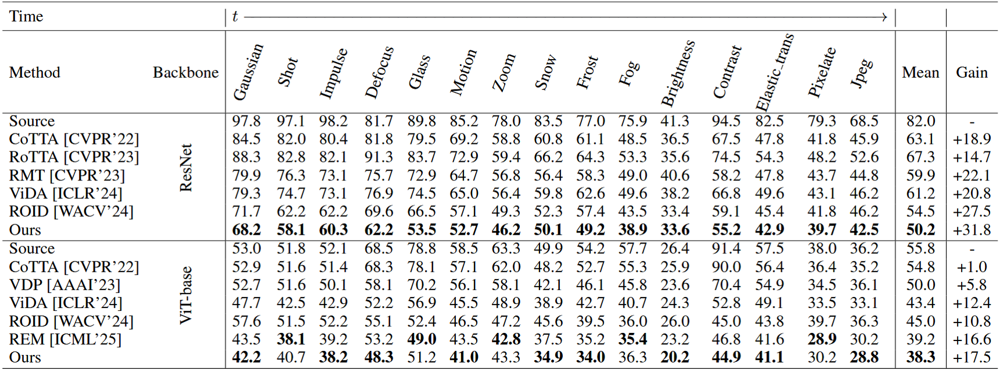 Time t
Method Backbone Gaussian Shot Impulse Defocus Glass Motion Zoom Snow Frost Fog Brightness Contrast Elastic_trans Pixelate Jpeg Mean Gain
ResNet
Source 97.8 97.1 98.2 81.7 89.8 85.2 78.0 83.5 77.0 75.9 41.3 94.5 82.5 79.3 68.5 82.0 -
CoTTA [CVPR’22] 84.5 82.0 80.4 81.8 79.5 69.2 58.8 60.8 61.1 48.5 36.5 67.5 47.8 41.8 45.9 63.1 +18.9
RoTTA [CVPR’23] 88.3 82.8 82.1 91.3 83.7 72.9 59.4 66.2 64.3 53.3 35.6 74.5 54.3 48.2 52.6 67.3 +14.7
RMT [CVPR’23] 79.9 76.3 73.1 75.7 72.9 64.7 56.8 56.4 58.3 49.0 40.6 58.2 47.8 43.7 44.8 59.9 +22.1
ViDA [ICLR’24] 79.3 74.7 73.1 76.9 74.5 65.0 56.4 59.8 62.6 49.6 38.2 66.8 49.6 43.1 46.2 61.2 +20.8
ROID [WACV’24] 71.7 62.2 62.2 69.6 66.5 57.1 49.3 52.3 57.4 43.5 33.4 59.1 45.4 41.8 46.2 54.5 +27.5
Ours 68.2 58.1 60.3 62.2 53.5 52.7 46.2 50.1 49.2 38.9 33.6 55.2 42.9 39.7 42.5 50.2 +31.8
ViT-base
Source 53.0 51.8 52.1 68.5 78.8 58.5 63.3 49.9 54.2 57.7 26.4 91.4 57.5 38.0 36.2 55.8 -
CoTTA [CVPR’22] 52.9 51.6 51.4 68.3 78.1 57.1 62.0 48.2 52.7 55.3 25.9 90.0 56.4 36.4 35.2 54.8 +1.0
VDP [AAAI’23] 52.7 51.6 50.1 58.1 70.2 56.1 58.1 42.1 46.1 45.8 23.6 70.4 54.9 34.5 36.1 50.0 +5.8
ViDA [ICLR’24] 47.7 42.5 42.9 52.2 56.9 45.5 48.9 38.9 42.7 40.7 24.3 52.8 49.1 33.5 33.1 43.4 +12.4
ROID [WACV’24] 57.6 51.5 52.2 55.1 52.4 46.5 47.2 45.6 39.5 36.0 26.0 45.0 43.8 39.7 36.3 45.0 +10.8
REM [ICML’25] 43.5 38.1 39.2 53.2 49.0 43.5 42.8 37.5 35.2 35.4 23.2 46.8 41.6 28.9 30.2 39.2 +16.6
Ours 42.2 40.7 38.2 48.3 51.2 41.0 43.3 34.9 34.0 36.3 20.2 44.9 41.1 30.2 28.8 38.3 +17.5